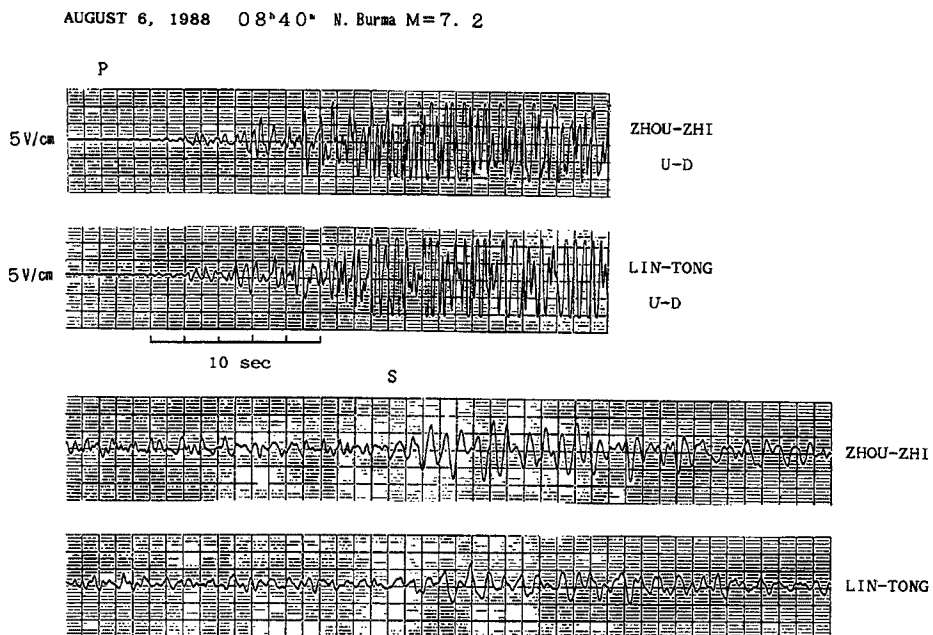 AUGUST 6, 1988 08ʰ40ᵐ N. Burma M=7.2
P
5V/cm
ZHOU-ZHI
U-D
5V/cm
LIN-TONG
U-D
10 sec
S
ZHOU-ZHI
LIN-TONG